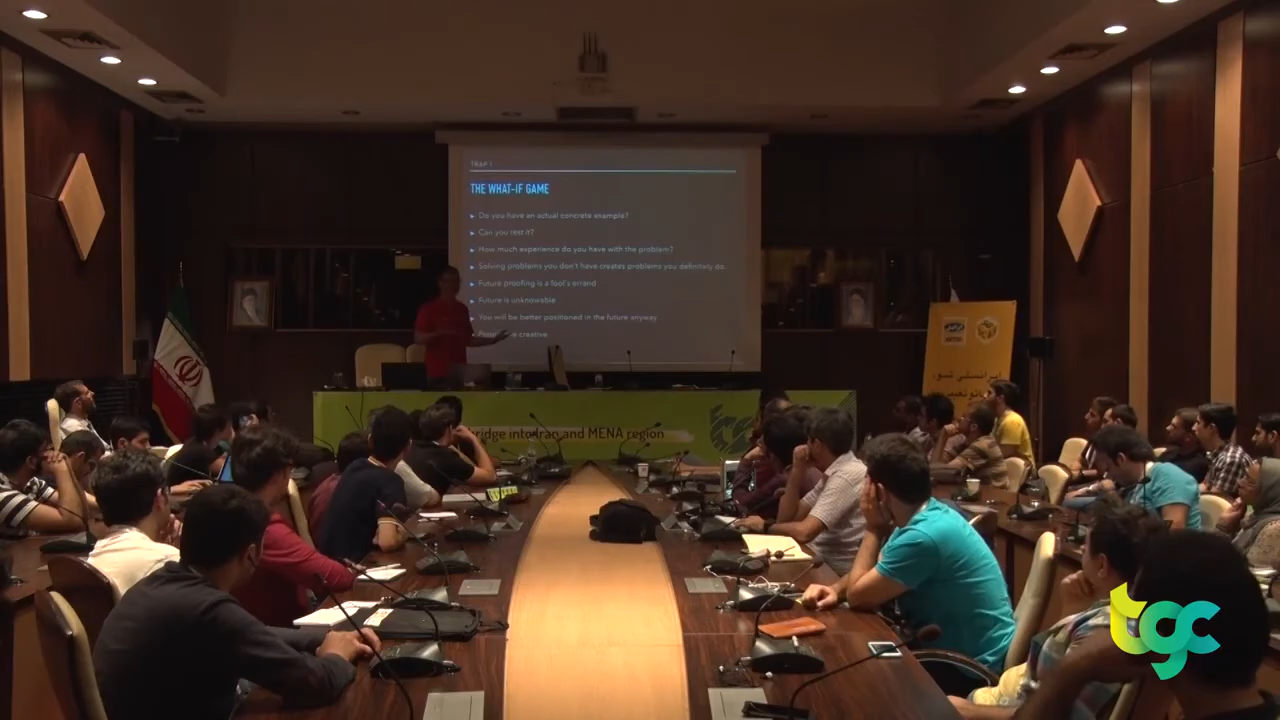 TRAP 1
THE WHAT-IF GAME
Do you have an actual concrete example?
Can you test it?
How much experience do you have with the problem?
Solving problems you don't have creates problems you definitely do.
Future proofing is a fool's errand
Future is unknowable
You will be better positioned in the future anyway
creative
bridge into Iran and MENA region
tgc
ایرانسلی شو،
tgc